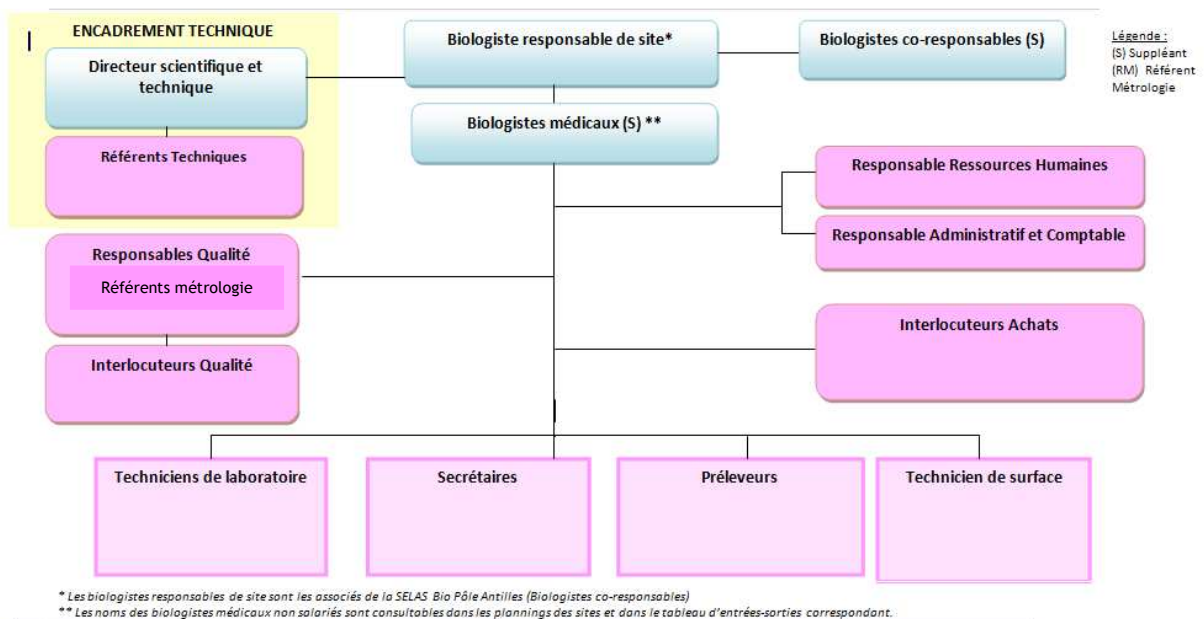 ENCADREMENT TECHNIQUE
Directeur scientifique et
technique
Référents Techniques
Biologiste responsable de site*
Biologistes co-responsables (S)
Légende :
(S) Suppléant
(RM) Référent
Métrologie
Biologistes médicaux (S) **
Responsable Ressources Humaines
Responsable Administratif et Comptable
Responsables Qualité
Référents métrologie
Interlocuteurs Qualité
Interlocuteurs Achats
Techniciens de laboratoire
Secrétaires
Préleveurs
Technicien de surface
* Les biologistes responsables de site sont les associés de la SELAS Bio Pôle Antilles (Biologistes co-responsables)
** Les noms des biologistes médicaux non salariés sont consultables dans les plannings des sites et dans le tableau d'entrées-sorties correspondant.